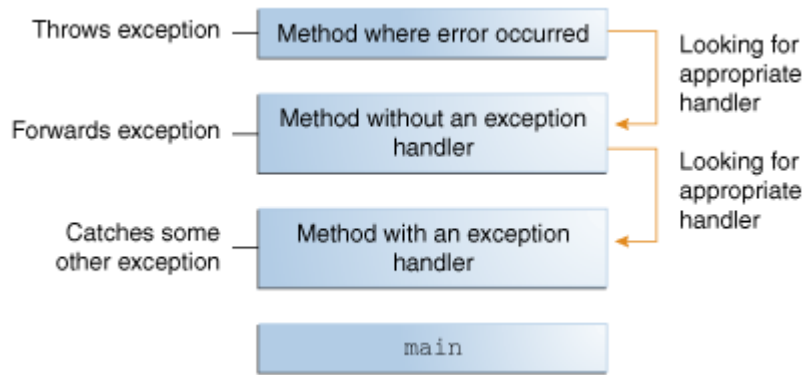 Throws exception
Method where error occurred
Looking for
appropriate
handler
Forwards exception
Method without an exception
handler
Looking for
appropriate
handler
Catches some
other exception
Method with an exception
handler
main